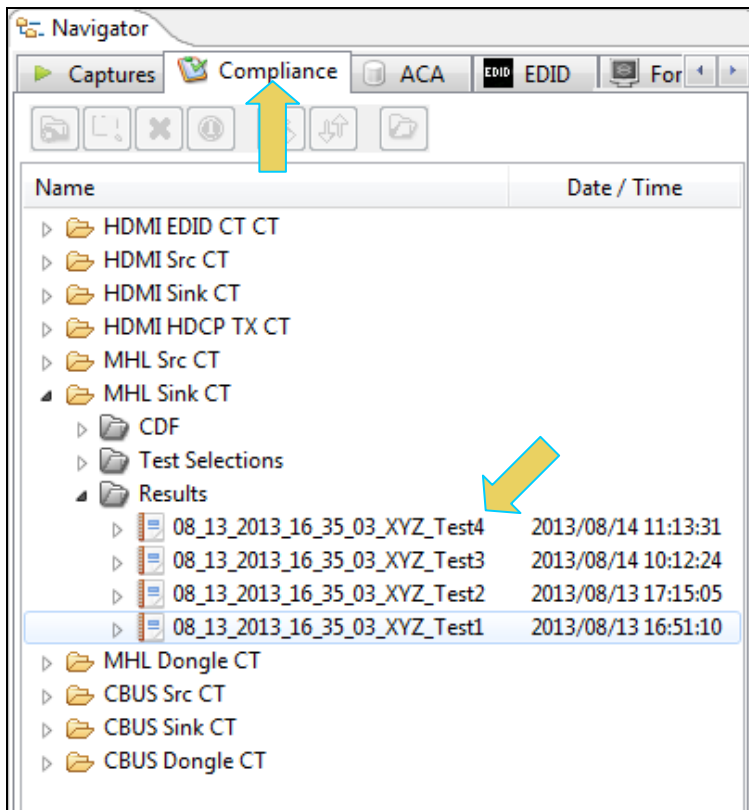 Navigator
Captures Compliance ACA EDID EDID For
Name Date / Time
HDMI EDID CT CT
HDMI Src CT
HDMI Sink CT
HDMI HDCP TX CT
MHL Src CT
MHL Sink CT
CDF
Test Selections
Results
08_13_2013_16_35_03_XYZ_Test4 2013/08/14 11:13:31
08_13_2013_16_35_03_XYZ_Test3 2013/08/14 10:12:24
08_13_2013_16_35_03_XYZ_Test2 2013/08/13 17:15:05
08_13_2013_16_35_03_XYZ_Test1 2013/08/13 16:51:10
MHL Dongle CT
CBUS Src CT
CBUS Sink CT
CBUS Dongle CT